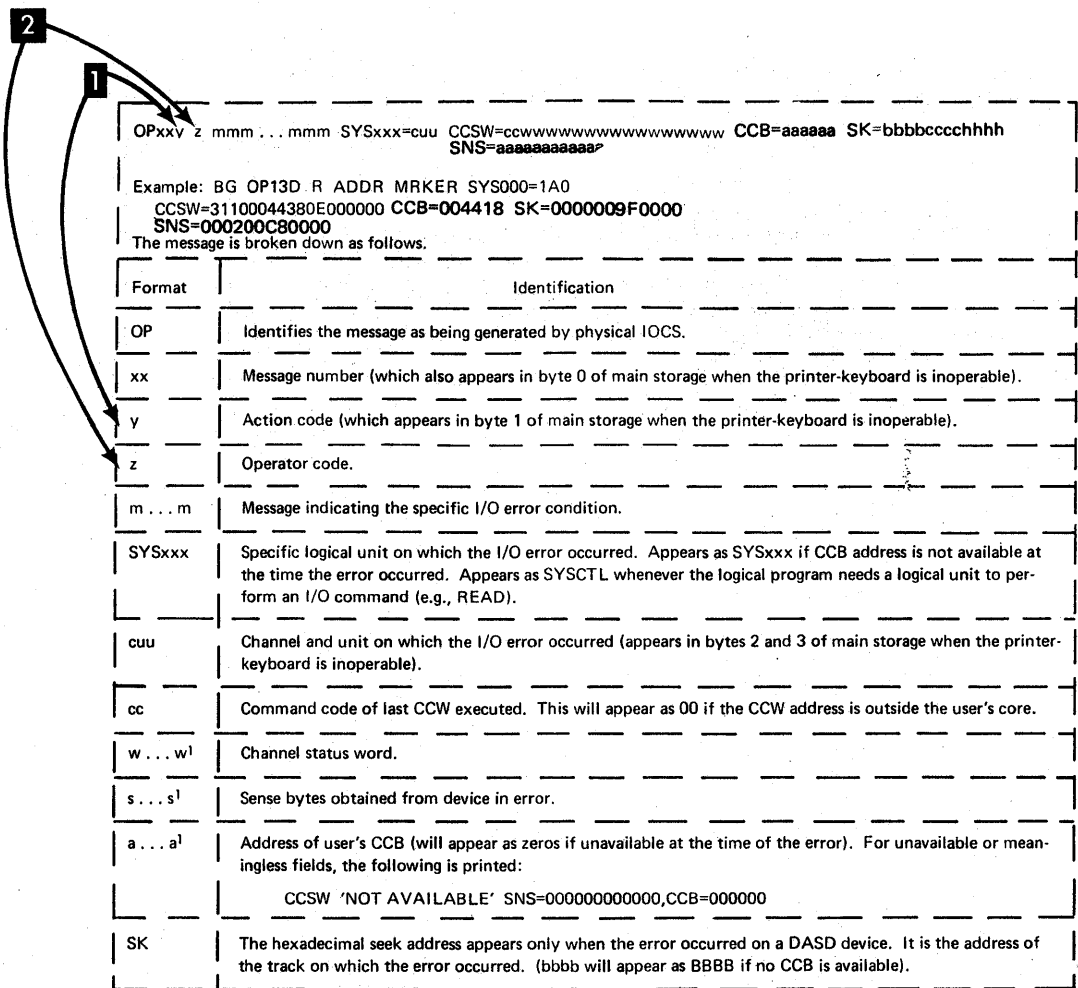 2
1
OPxxy z mmm . . . mmm SYSxxx=cuu CCSW=ccwwwwwwwwwwwwwwww CCB=aaaaaa SK=bbbbcccchhhh
Example: BG OP13D R ADDR MRKER SYS000=1A0
CCSW=31100044380E000000 CCB=004418 SK=0000009F0000
SNS=000200C80000
The message is broken down as follows.
Format Identification
OP Identifies the message as being generated by physical IOCS.
xx Message number (which also appears in byte 0 of main storage when the printer-keyboard is inoperable).
y Action code (which appears in byte 1 of main storage when the printer-keyboard is inoperable).
z Operator code.
m . . . m Message indicating the specific I/O error condition.
SYSxxx Specific logical unit on which the I/O error occurred. Appears as SYSxxx if CCB address is not available at
the time the error occurred. Appears as SYSCTL whenever the logical program needs a logical unit to per-
form an I/O command (e.g., READ).
cuu Channel and unit on which the I/O error occurred (appears in bytes 2 and 3 of main storage when the printer-
keyboard is inoperable).
cc Command code of last CCW executed. This will appear as 00 if the CCW address is outside the user's core.
w . . . w1 Channel status word.
s . . . s1 Sense bytes obtained from device in error.
a . . . a1 Address of user's CCB (will appear as zeros if unavailable at the time of the error). For unavailable or mean-
ingless fields, the following is printed:
CCSW 'NOT AVAILABLE' SNS=000000000000,CCB=000000
SK The hexadecimal seek address appears only when the error occurred on a DASD device. It is the address of
the track on which the error occurred. (bbbb will appear as BBBB if no CCB is available).